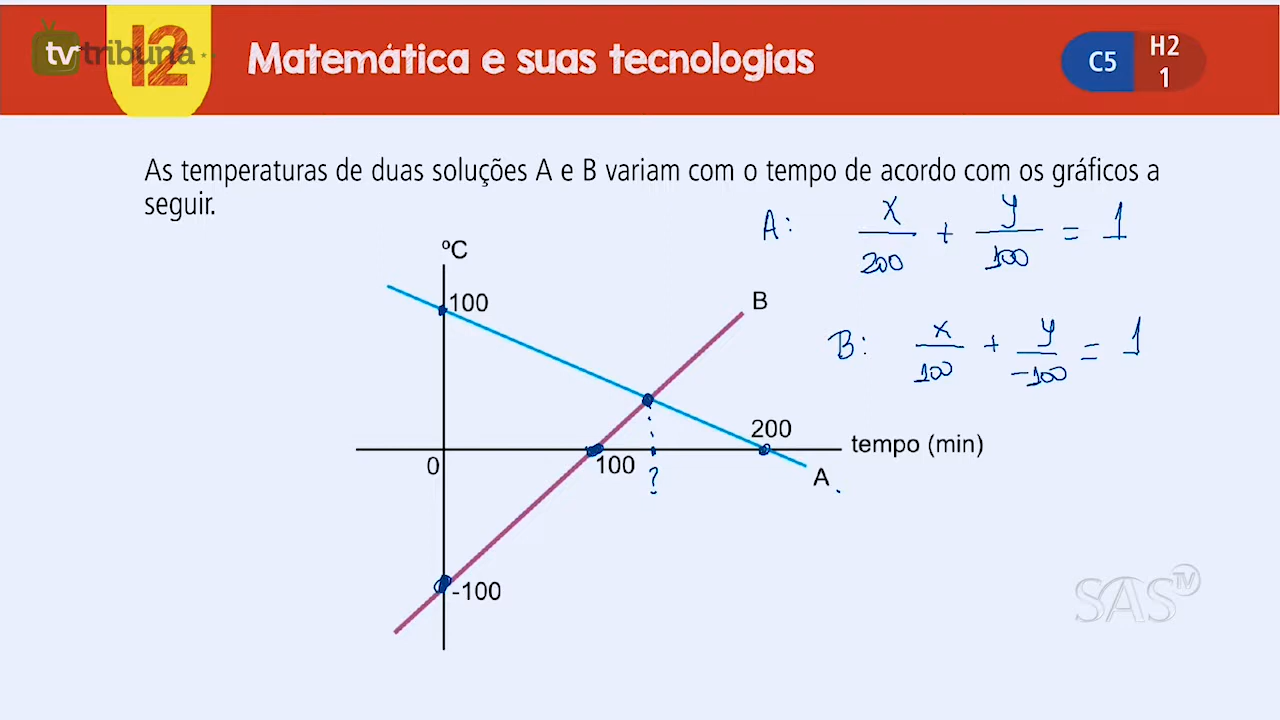 tv tribuna
12
Matemática e suas tecnologias
C5
H2
1
As temperaturas de duas soluções A e B variam com o tempo de acordo com os gráficos a
seguir.
A: x/200 + y/100 = 1
B: x/100 + y/-100 = 1
ºC
100
B
200
tempo (min)
0
100
?
A
-100
SAS TV